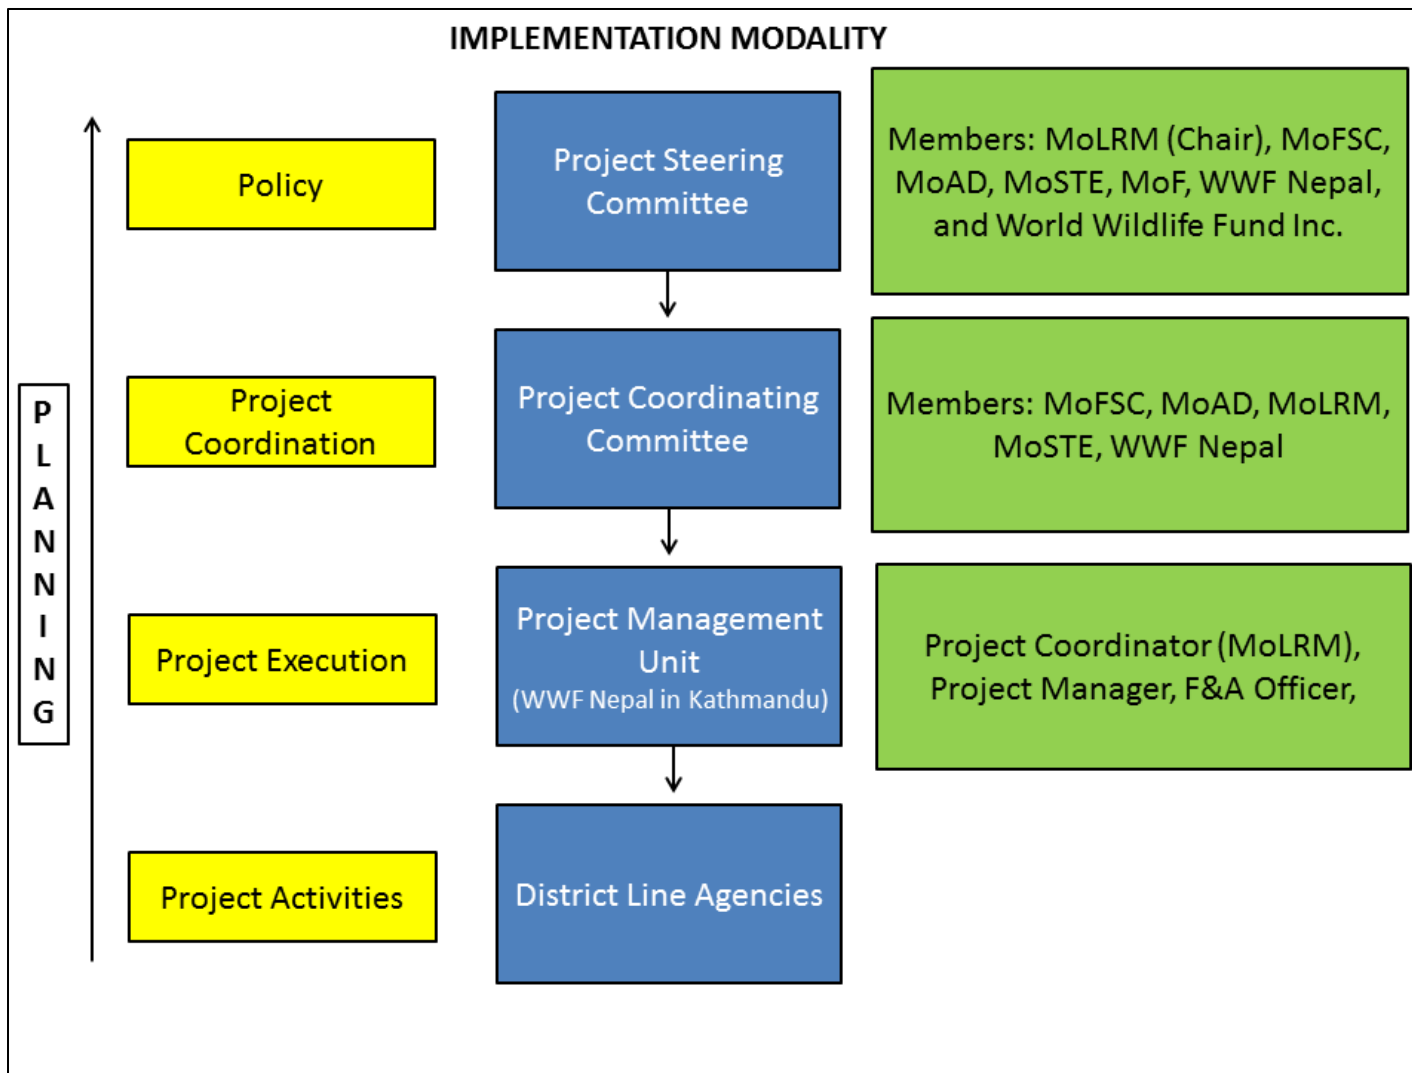 IMPLEMENTATION MODALITY
Policy
Project Steering
Committee
Members: MoLRM (Chair), MoFSC,
MoAD, MoSTE, MoF, WWF Nepal,
and World Wildlife Fund Inc.
PLANNING
Project
Coordination
Project Coordinating
Committee
Members: MoFSC, MoAD, MoLRM,
MoSTE, WWF Nepal
Project Execution
Project Management
Unit
(WWF Nepal in Kathmandu)
Project Coordinator (MoLRM),
Project Manager, F&A Officer,
Project Activities
District Line Agencies